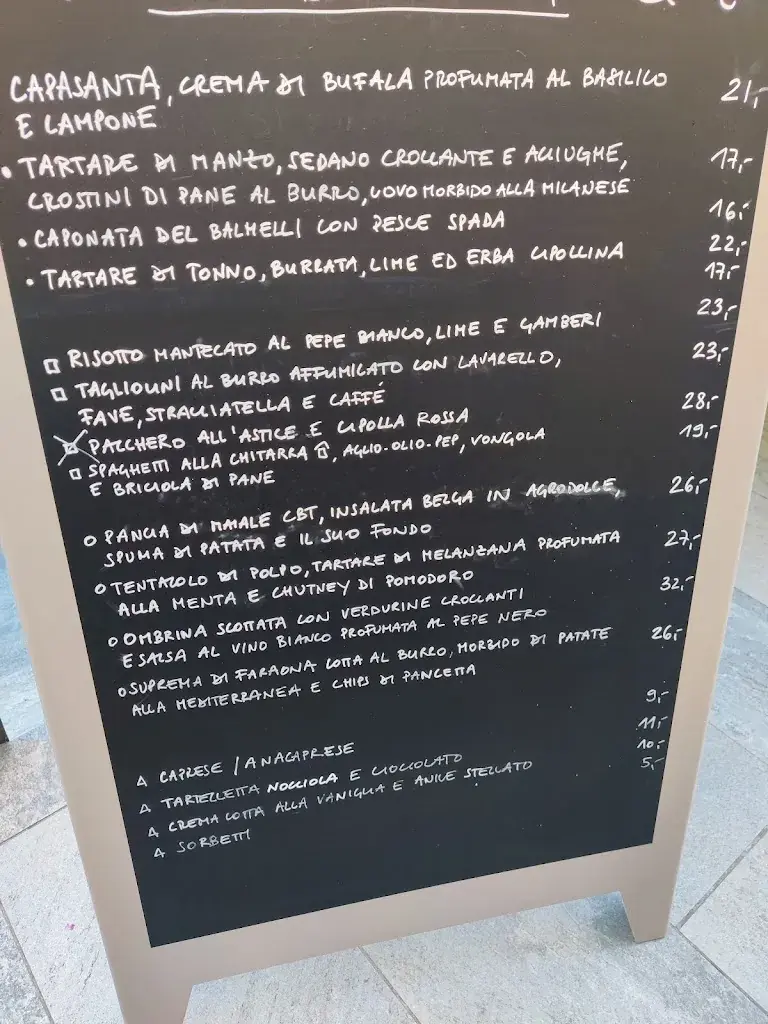 CAPASANTA, CREMA DI BUFALA PROFUMATA AL BASILICO 21,-
E LAMPONE
• TARTARE DI MANZO, SEDANO CROCCANTE E ACCIUGHE, 17,-
CROSTINI DI PANE AL BURRO, UOVO MORBIDO ALLA MILANESE
• CAPONATA DEL BALMELLI CON PESCE SPADA 16,-
• TARTARE DI TONNO, BURRATA, LIME ED ERBA CIPOLLINA 22,-
17,-
RISOTTO MANTECATO AL PEPE BIANCO, LIME E GAMBERI 23,-
TAGLIOLINI AL BURRO AFFUMICATO CON LAVARELLO, 23,-
FAVE, STRACCIATELLA E CAFFÉ
PACCHERO ALL'ASTICE E CIPOLLA ROSSA 28,-
SPAGHETTI ALLA CHITARRA, AGLIO-OLIO-PEP, VONGOLA 19,-
E BRICIOLA DI PANE
PANCIA DI MAIALE CBT, INSALATA BELGA IN AGRODOLCE, 26,-
SPUMA DI PATATA E IL SUO FONDO
TENTACOLO DI POLPO, TARTARE DI MELANZANA PROFUMATA 27,-
ALLA MENTA E CHUTNEY DI POMODORO
OMBRINA SCOTTATA CON VERDURINE CROCCANTI 32,-
E SALSA AL VINO BIANCO PROFUMATA AL PEPE NERO
SUPREMA DI FARAONA COTTA AL BURRO, MORBIDO DI PATATE 26,-
ALLA MEDITERRANEA E CHIPS DI PANCETTA
CAPRESE / ANACAPRESE 9,-
TARTELLETTA NOCCIOLA E CIOCCOLATO 11,-
CREMA COTTA ALLA VANIGLIA E ANICE STELLATO 10,-
SORBETTI 5,-